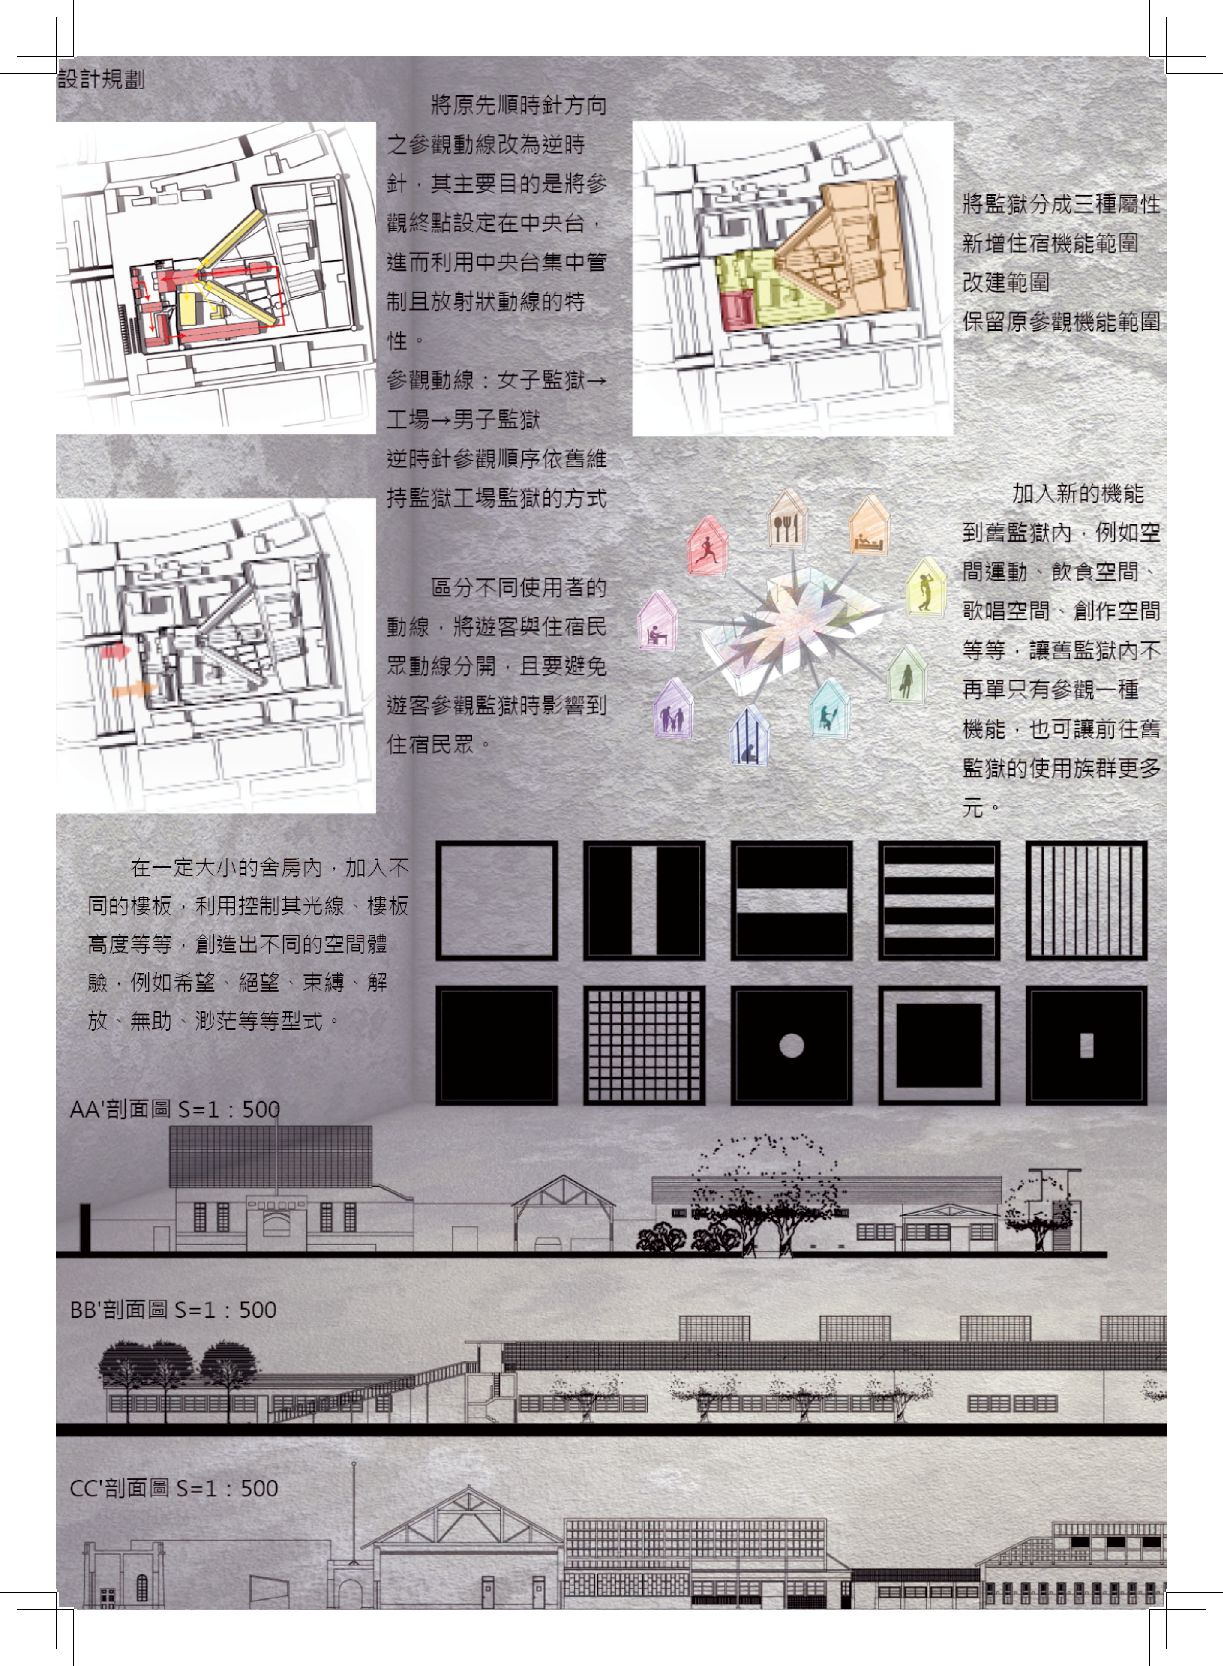 設計規劃
將原先順時針方向
之參觀動線改為逆時
針，其主要目的是將參
觀終點設定在中央台，
進而利用中央台集中管
制且放射狀動線的特
性。
參觀動線：女子監獄→
工場→男子監獄
逆時針參觀順序依舊維
持監獄工場監獄的方式
將監獄分成三種屬性
新增住宿機能範圍
改建範圍
保留原參觀機能範圍
區分不同使用者的
動線，將遊客與住宿民
眾動線分開，且要避免
遊客參觀監獄時影響到
住宿民眾。
加入新的機能
到舊監獄內，例如空
間運動、飲食空間、
歌唱空間、創作空間
等等，讓舊監獄內不
再單只有參觀一種
機能，也可讓前往舊
監獄的使用族群更多
元。
在一定大小的舍房內，加入不
同的樓板，利用控制其光線、樓板
高度等等，創造出不同的空間體
驗，例如希望、絕望、束縛、解
放、無助、渺茫等等型式。
AA'剖面圖 S=1：500
BB'剖面圖 S=1：500
CC'剖面圖 S=1：500